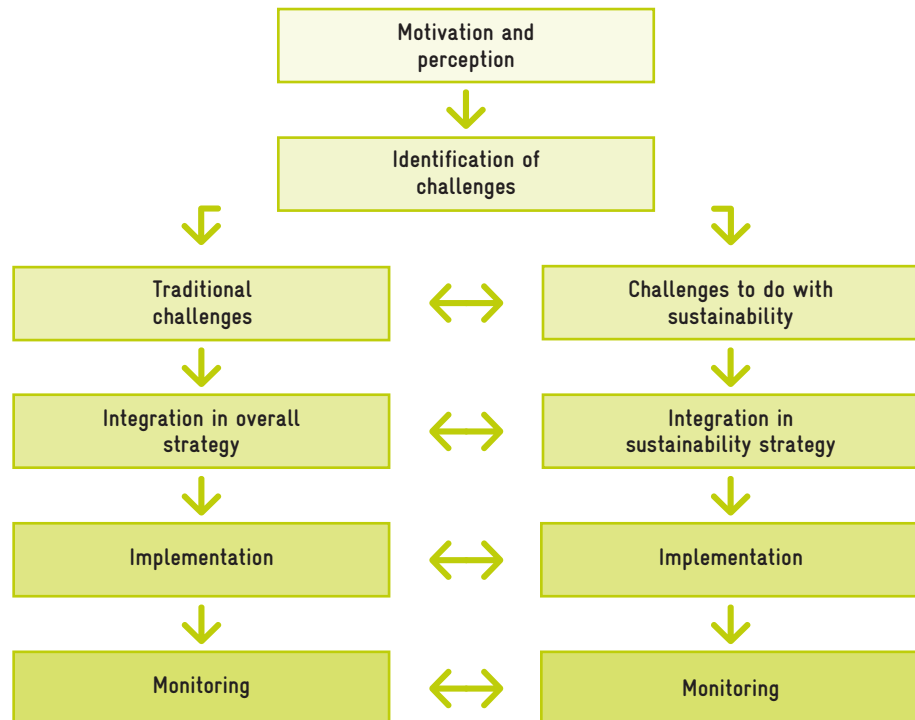 Motivation and
perception
Identification of
challenges
Traditional
challenges
Challenges to do with
sustainability
Integration in overall
strategy
Integration in
sustainability strategy
Implementation
Implementation
Monitoring
Monitoring